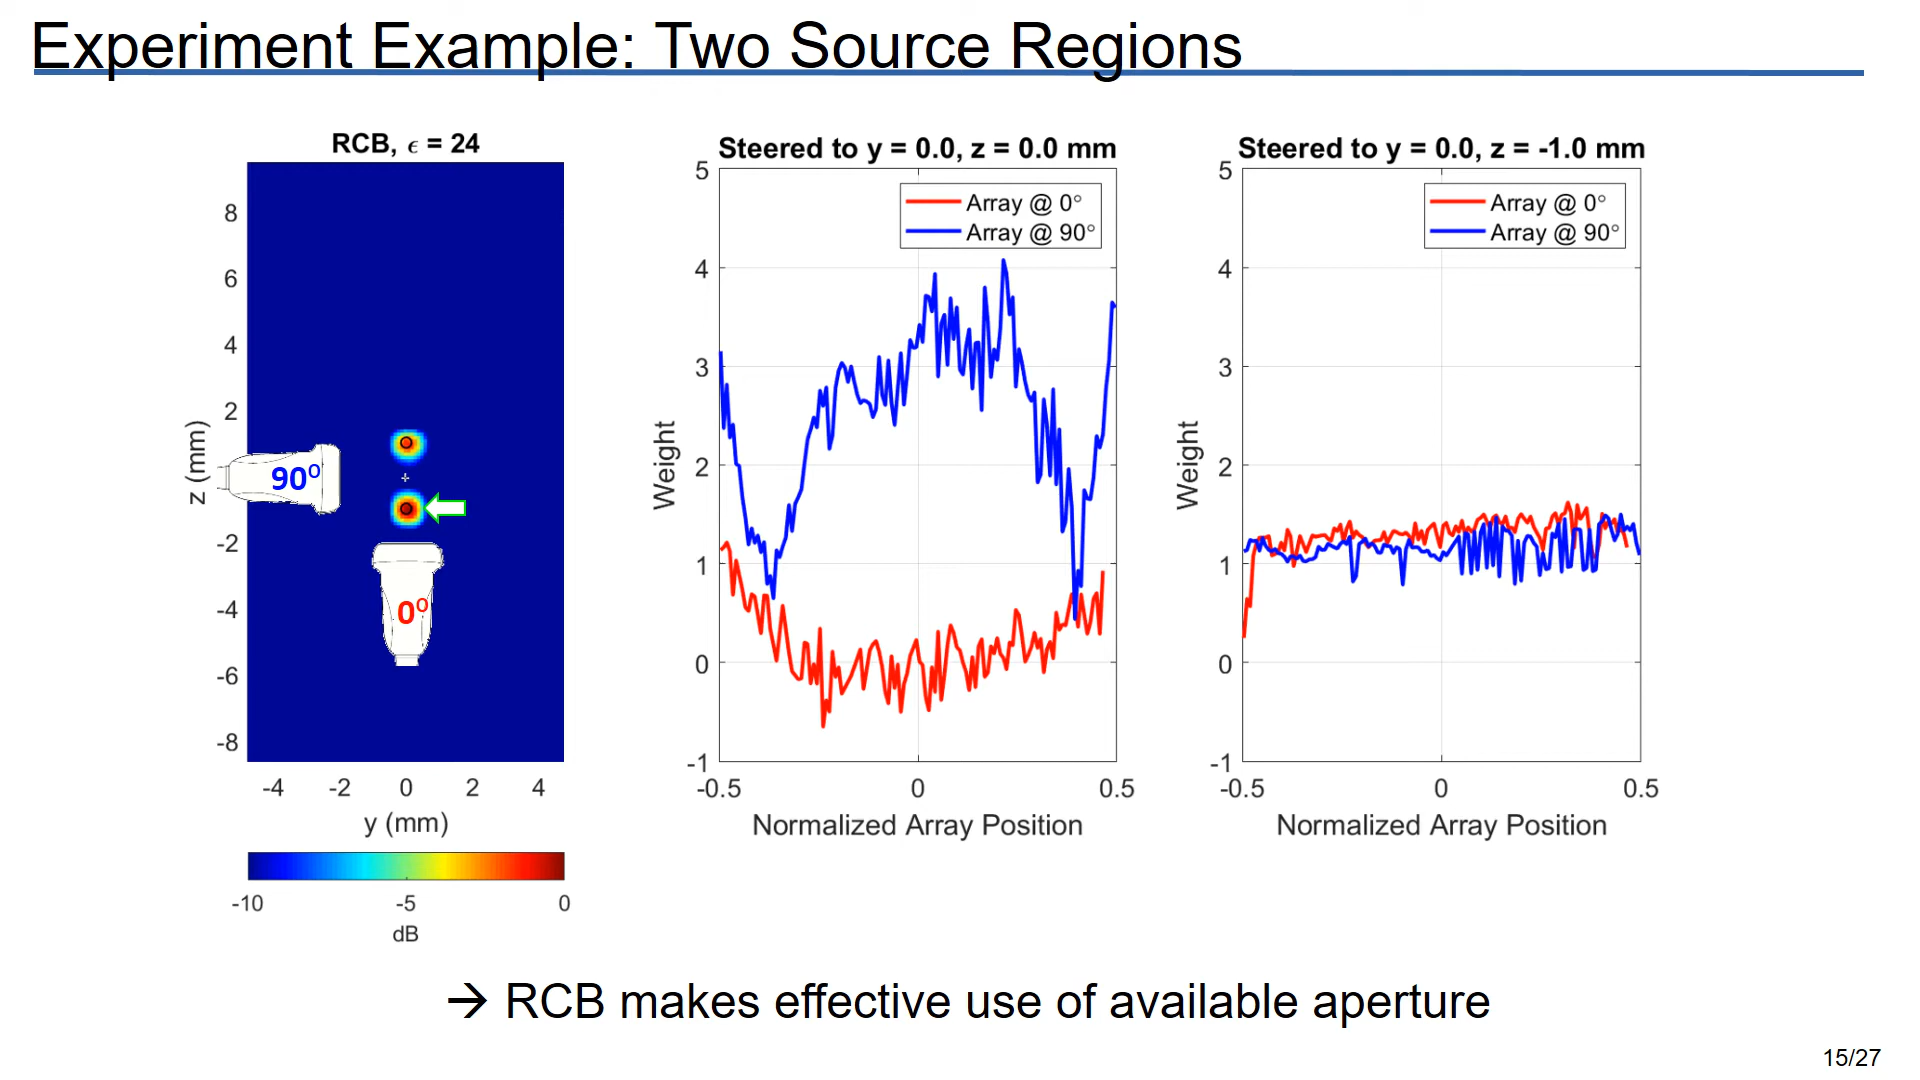 Experiment Example: Two Source Regions
RCB, ϵ = 24
8
6
4
2
-2
-4
-6
-8
z (mm)
90⁰
0⁰
-4 -2 0 2 4
y (mm)
-10 -5 0
dB
Steered to y = 0.0, z = 0.0 mm
Array @ 0°
Array @ 90°
5
4
3
2
1
0
-1
Weight
-0.5 0 0.5
Normalized Array Position
Steered to y = 0.0, z = -1.0 mm
Array @ 0°
Array @ 90°
5
4
3
2
1
0
-1
Weight
-0.5 0 0.5
Normalized Array Position
→ RCB makes effective use of available aperture
15/27